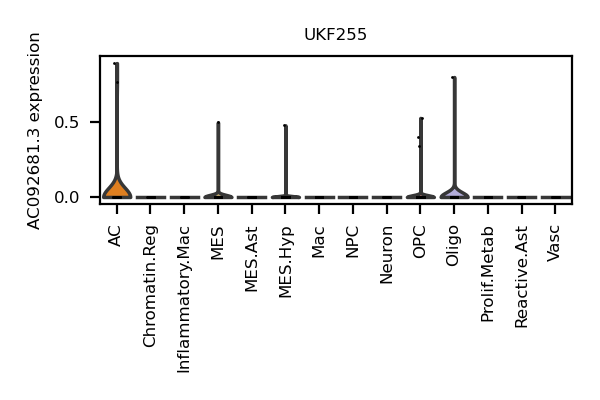 UKF255
AC092681.3 expression
0.5
0.0
AC
Chromatin.Reg
Inflammatory.Mac
MES
MES.Ast
MES.Hyp
Mac
NPC
Neuron
OPC
Oligo
Prolif.Metab
Reactive.Ast
Vasc